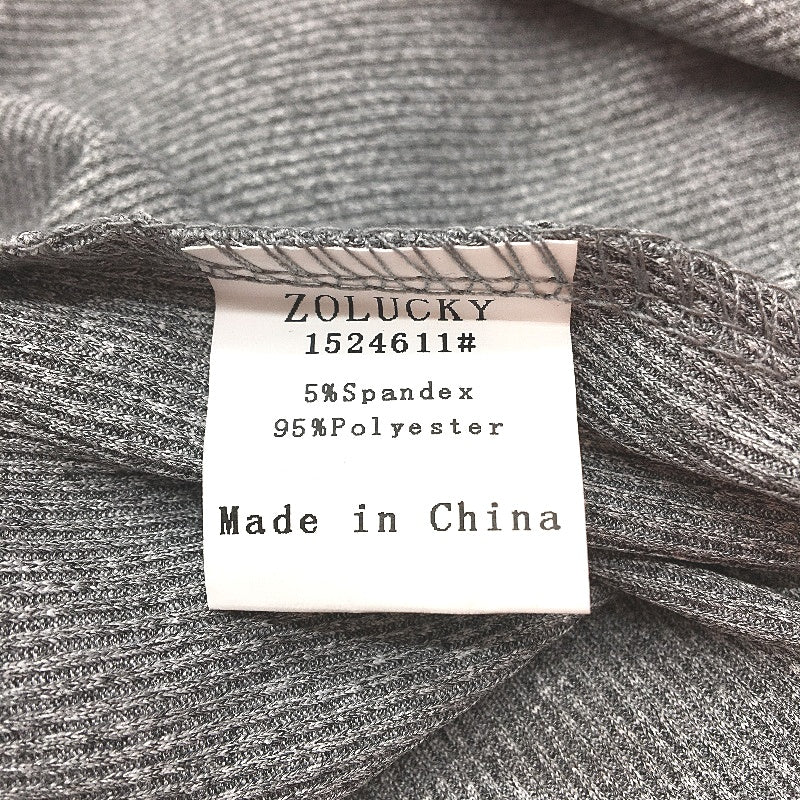 ZOLUCKY
1524611#
5%Spandex
95%Polyester
Made in China